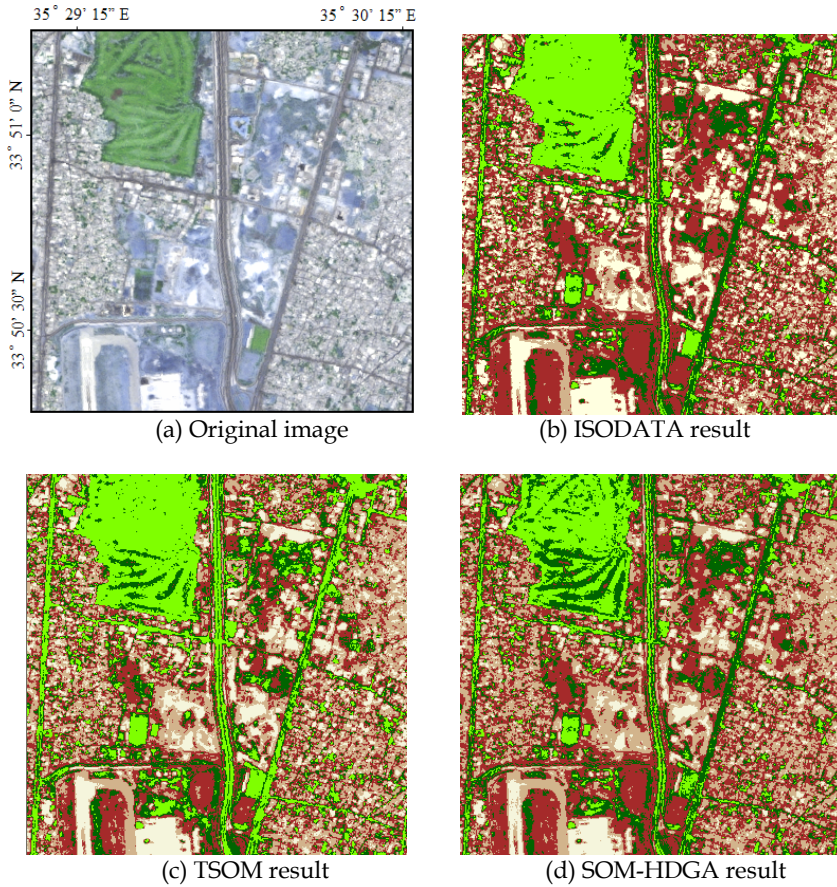 35° 29' 15" E
35° 30' 15" E
33° 51' 0" N
33° 50' 30" N
(a) Original image
(b) ISODATA result
(c) TSOM result
(d) SOM-HDGA result